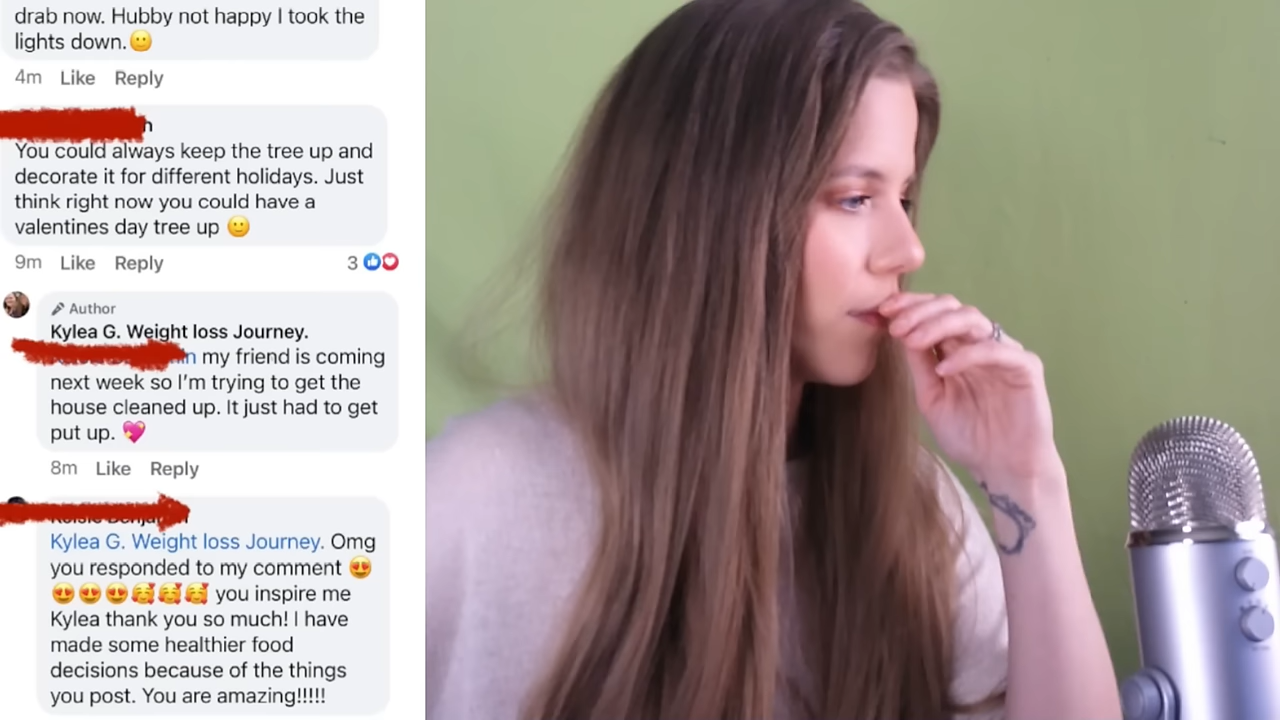 drab now. Hubby not happy I took the
lights down.🙂
4m Like Reply
You could always keep the tree up and
decorate it for different holidays. Just
think right now you could have a
valentines day tree up 🙂
9m Like Reply 3
Author
Kylea G. Weight loss Journey.
my friend is coming
next week so I'm trying to get the
house cleaned up. It just had to get
put up. 💖
8m Like Reply
Kylea G. Weight loss Journey. Omg
you responded to my comment 😍
😍😍😍🥰🥰🥰 you inspire me
Kylea thank you so much! I have
made some healthier food
decisions because of the things
you post. You are amazing!!!!!